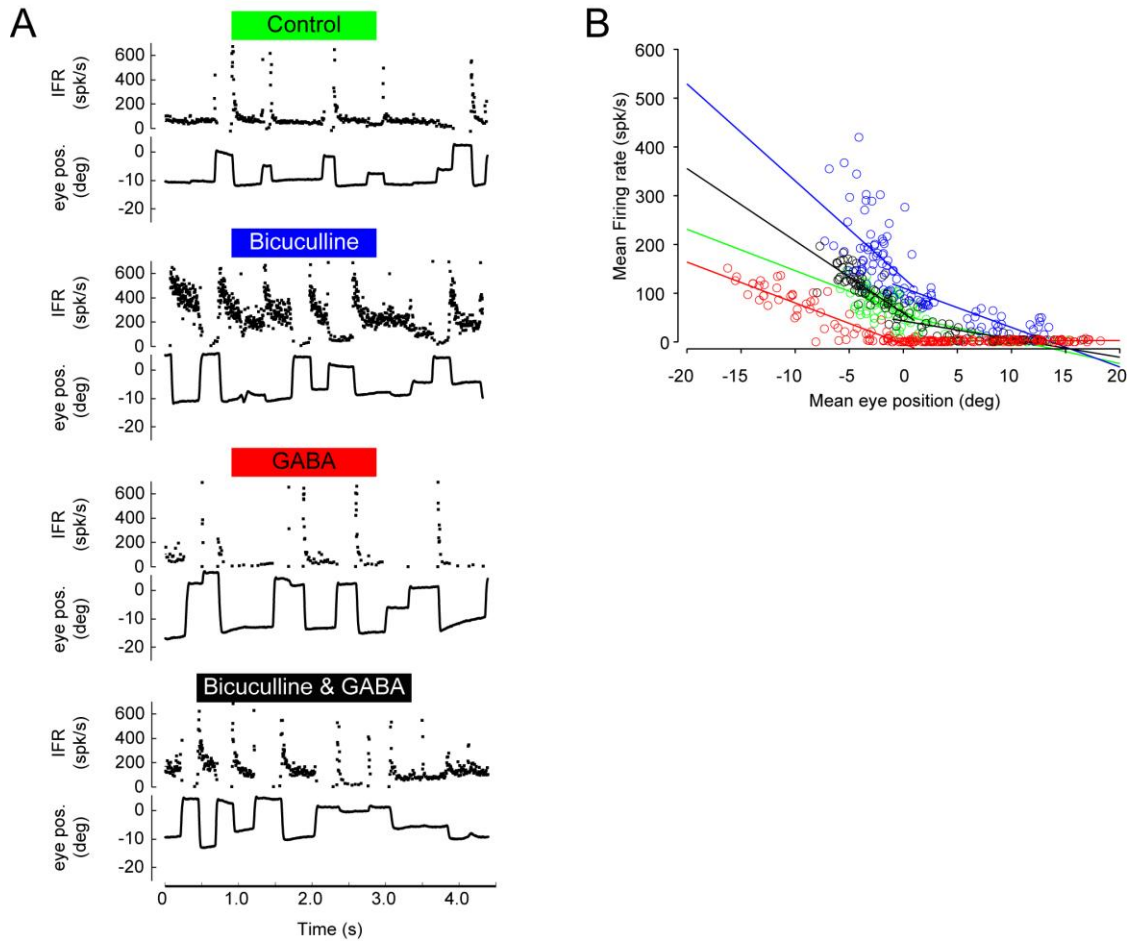 A
Control
600
400
200
0
IFR
(spk/s)
0
-10
-20
eye pos.
(deg)
Bicuculline
600
400
200
0
IFR
(spk/s)
0
-10
-20
eye pos.
(deg)
GABA
600
400
200
0
IFR
(spk/s)
0
-10
-20
eye pos.
(deg)
Bicuculline & GABA
600
400
200
0
IFR
(spk/s)
0
-10
-20
eye pos.
(deg)
0 1.0 2.0 3.0 4.0
Time (s)
B
600
500
400
300
200
100
0
Mean Firing rate (spk/s)
-20 -15 -10 -5 0 5 10 15 20
Mean eye position (deg)